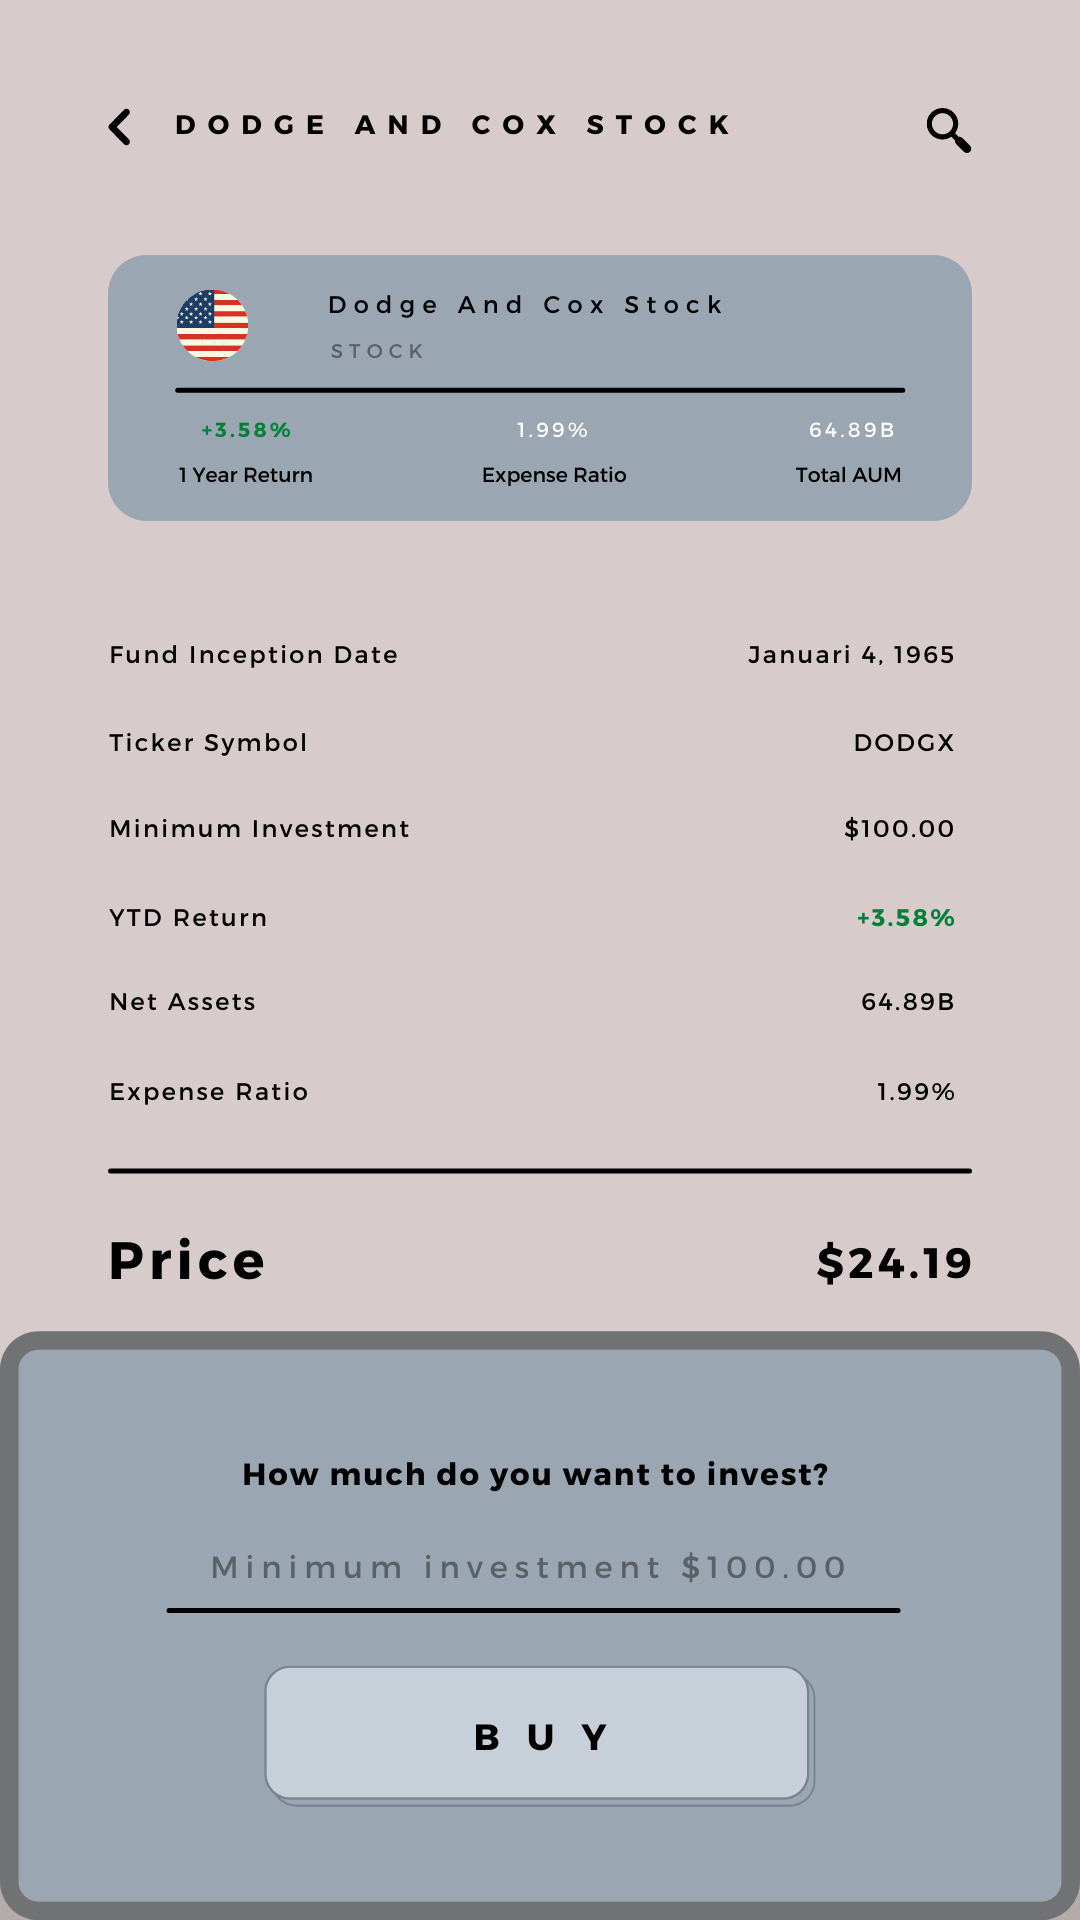 DODGE AND COX STOCK
Dodge And Cox Stock
STOCK
+3.58% 1.99% 64.89B
1 Year Return Expense Ratio Total AUM
Fund Inception Date Januari 4, 1965
Ticker Symbol DODGX
Minimum Investment $100.00
YTD Return +3.58%
Net Assets 64.89B
Expense Ratio 1.99%
Price $24.19
How much do you want to invest?
Minimum investment $100.00
BUY